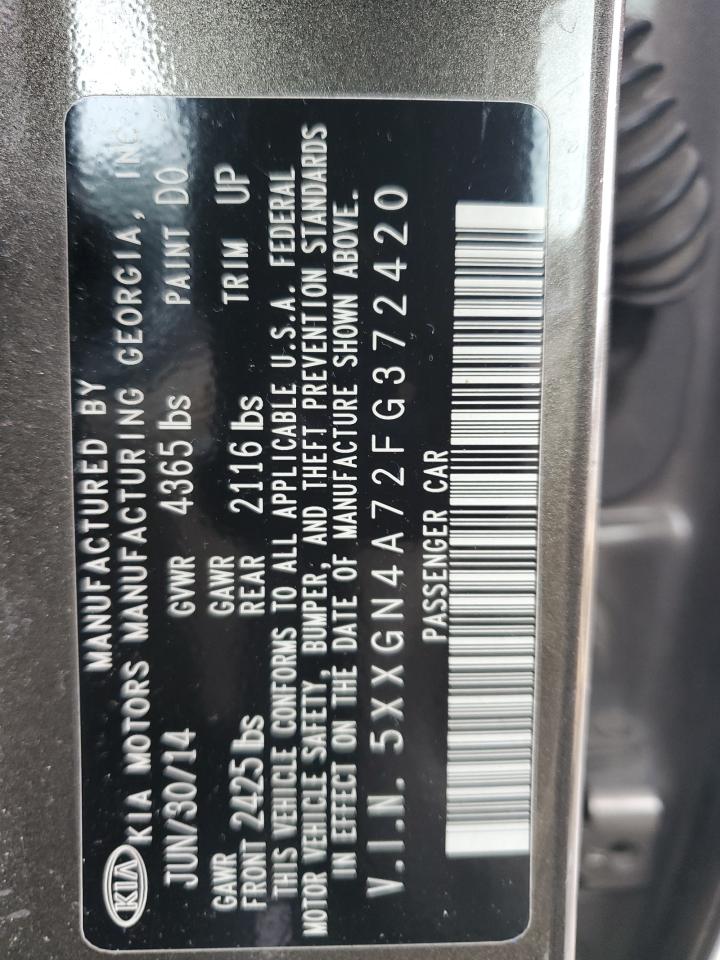 MANUFACTURED BY
KIA KIA MOTORS MANUFACTURING GEORGIA, INC
JUN/30/14 GVWR 4365 lbs PAINT D0
GAWR FRONT 2425 lbs GAWR REAR 2116 lbs TRIM UP
THIS VEHICLE CONFORMS TO ALL APPLICABLE U.S.A. FEDERAL
MOTOR VEHICLE SAFETY, BUMPER, AND THEFT PREVENTION STANDARDS
IN EFFECT ON THE DATE OF MANUFACTURE SHOWN ABOVE.
V.I.N. 5XXGN4A72FG372420
PASSENGER CAR